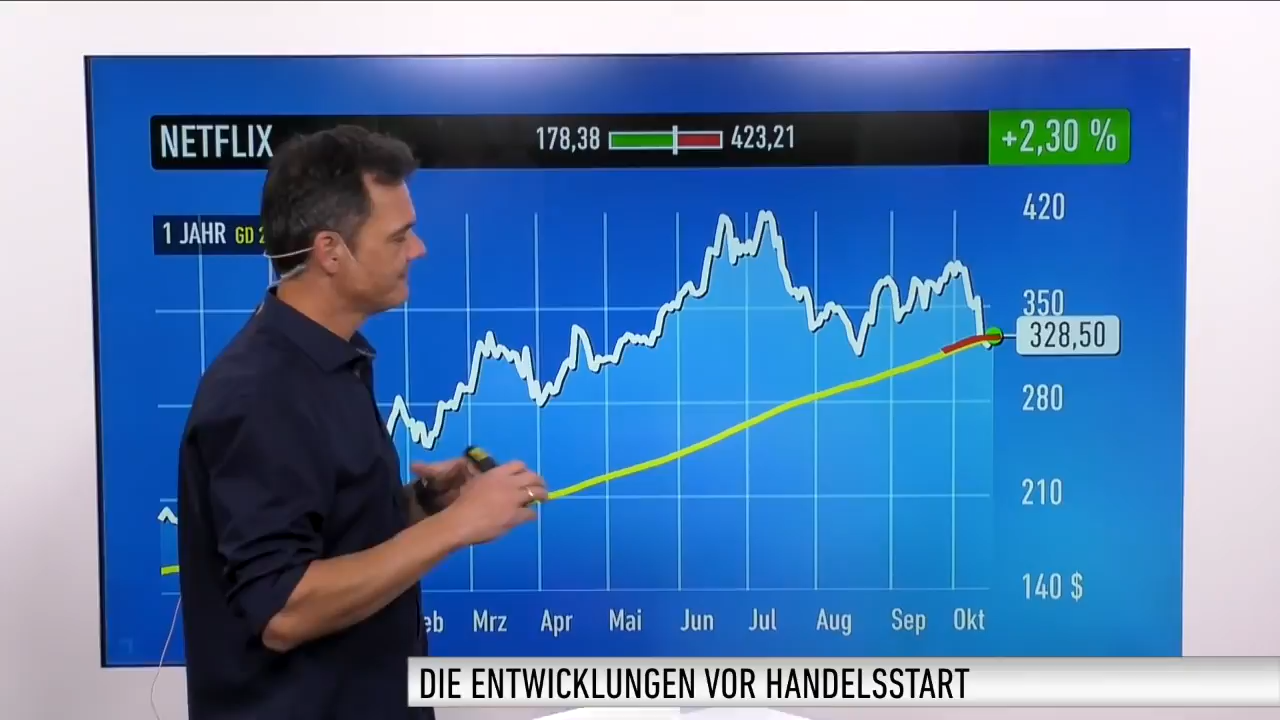 NETFLIX
178,38 423,21
+2,30 %
1 JAHR GD
420
350
328,50
280
210
140 $
Mrz Apr Mai Jun Jul Aug Sep Okt
DIE ENTWICKLUNGEN VOR HANDELSSTART